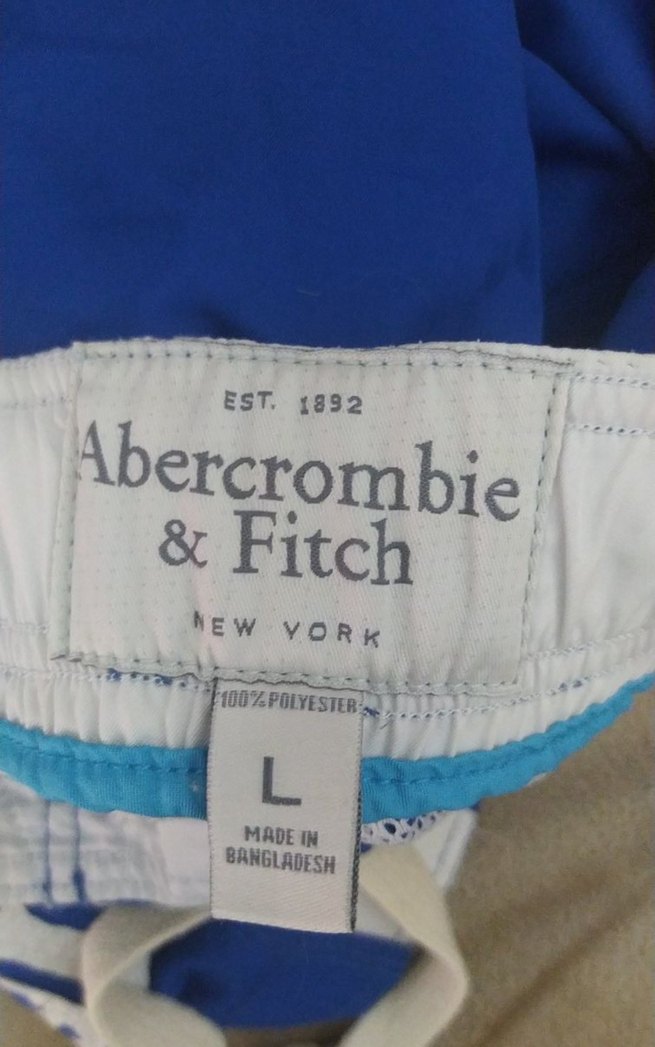 EST. 1892
Abercrombie
& Fitch
NEW YORK
100% POLYESTER
L
MADE IN
BANGLADESH